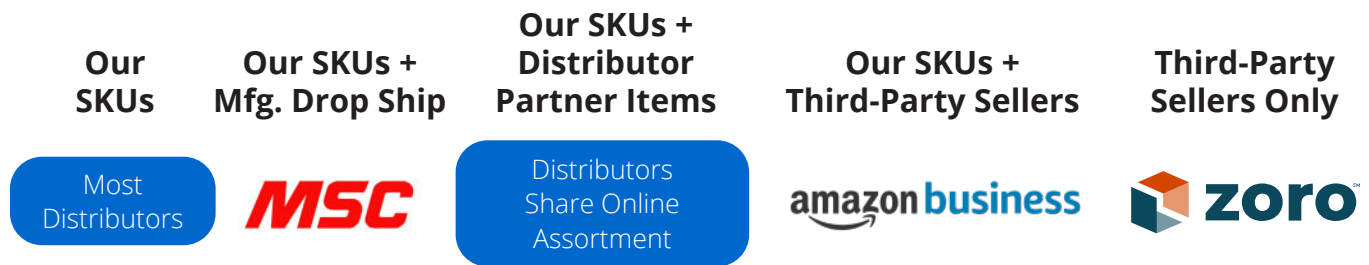 Our
SKUs
Our SKUs +
Mfg. Drop Ship
Our SKUs +
Distributor
Partner Items
Our SKUs +
Third-Party Sellers
Third-Party
Sellers Only
Most
Distributors
MSC
Distributors
Share Online
Assortment
amazon business
zoro℠